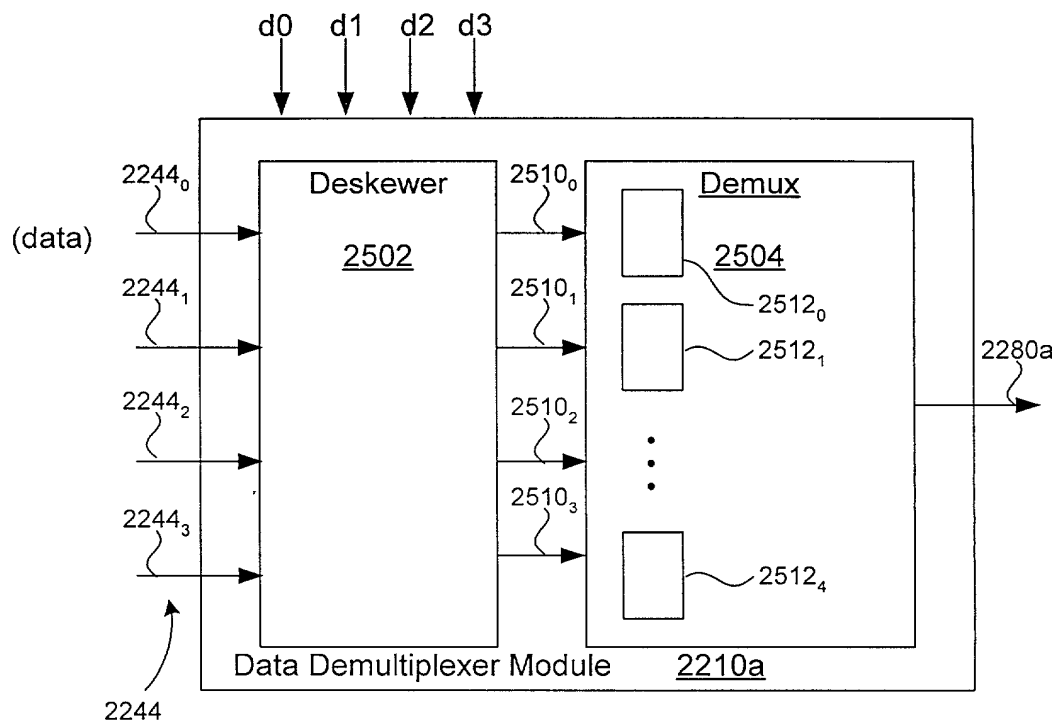 d0 d1 d2 d3
2244₀ Deskewer 2510₀ Demux
(data) 2502 2504
2244₁ 2510₁ 2512₀
2512₁ 2280a
2244₂ 2510₂
2244₃ 2510₃
2512₄
Data Demultiplexer Module 2210a
2244